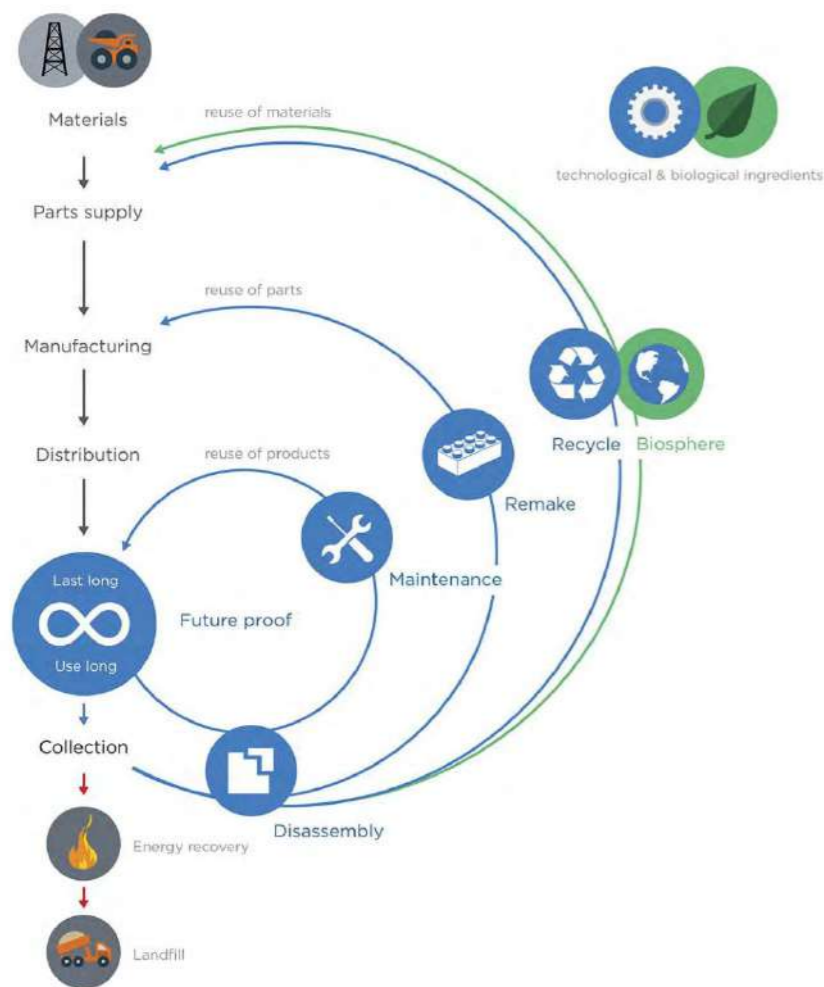 Materials
reuse of materials
technological & biological ingredients
Parts supply
reuse of parts
Manufacturing
Recycle Biosphere
Distribution
reuse of products
Remake
Last long
Maintenance
Future proof
Use long
Collection
Disassembly
Energy recovery
Landfill